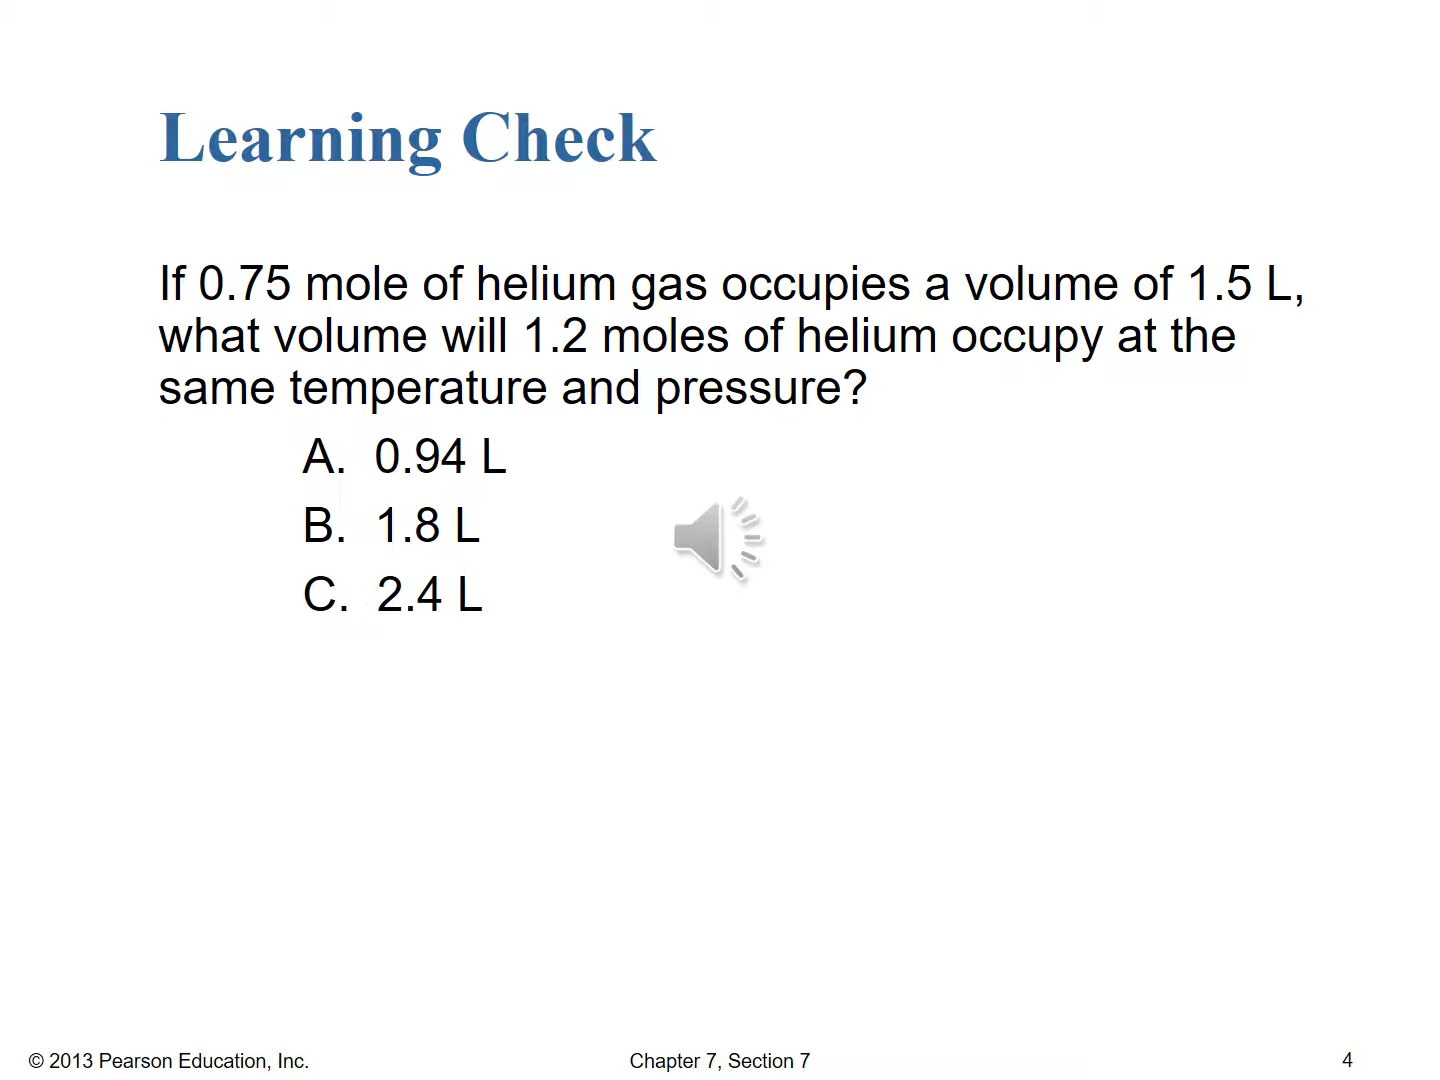 Learning Check
If 0.75 mole of helium gas occupies a volume of 1.5 L,
what volume will 1.2 moles of helium occupy at the
same temperature and pressure?
A. 0.94 L
B. 1.8 L
C. 2.4 L
© 2013 Pearson Education, Inc.
Chapter 7, Section 7
4